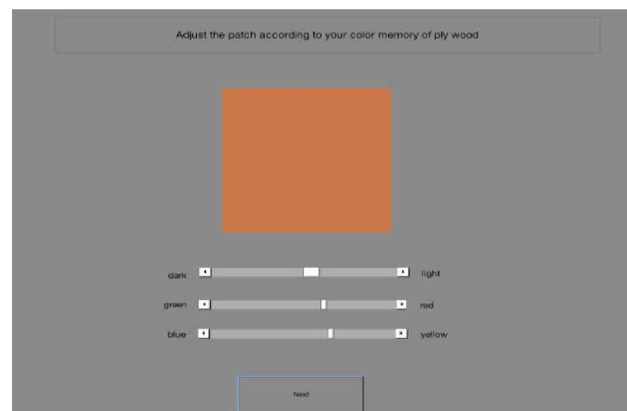 Adjust the patch according to your color memory of ply wood
dark light
green red
blue yellow
Next